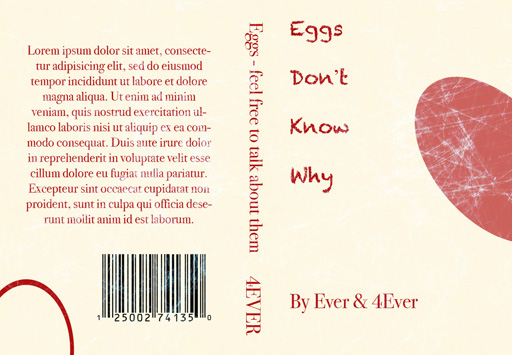 Lorem ipsum dolor sit amet, consecte-
tur adipisicing elit, sed do eiusmod
tempor incididunt ut labore et dolore
magna aliqua. Ut enim ad minim
veniam, quis nostrud exercitation ul-
lamco laboris nisi ut aliquip ex ea com-
modo consequat. Duis aute irure dolor
in reprehenderit in voluptate velit esse
cillum dolore eu fugiat nulla pariatur.
Excepteur sint occaecat cupidatat non
proident, sunt in culpa qui officia dese-
runt mollit anim id est laborum.
1 25002 74135 0
Eggs - feel free to talk about them 4EVER
Eggs
Don't
Know
Why
By Ever & 4Ever